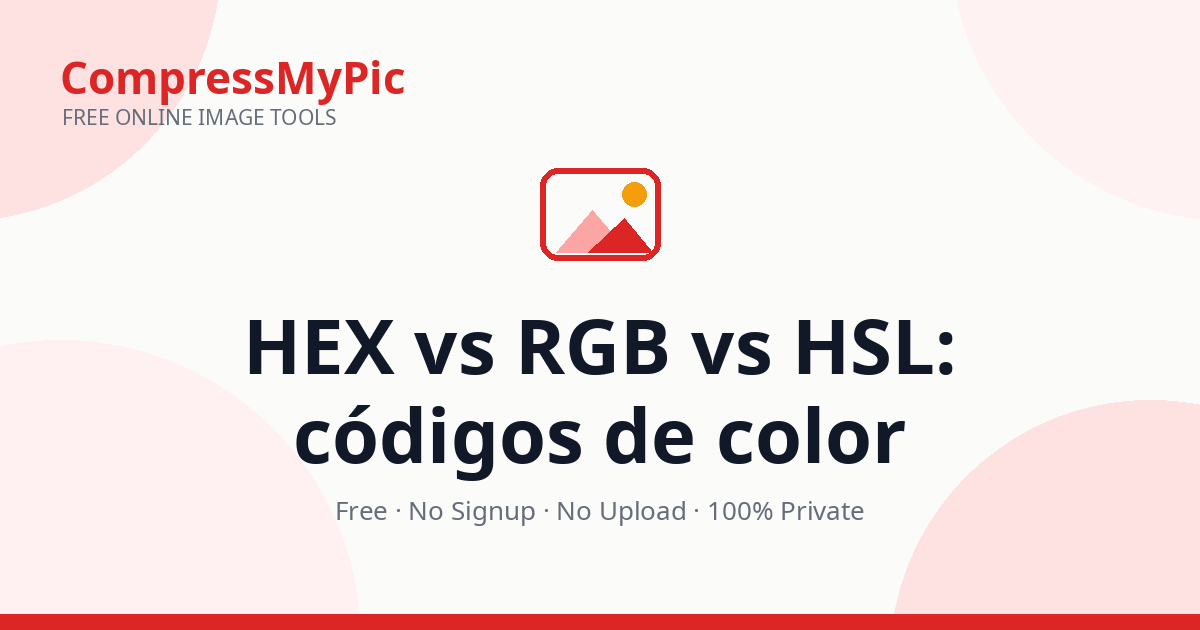 CompressMyPic
FREE ONLINE IMAGE TOOLS
HEX vs RGB vs HSL:
códigos de color
Free · No Signup · No Upload · 100% Private